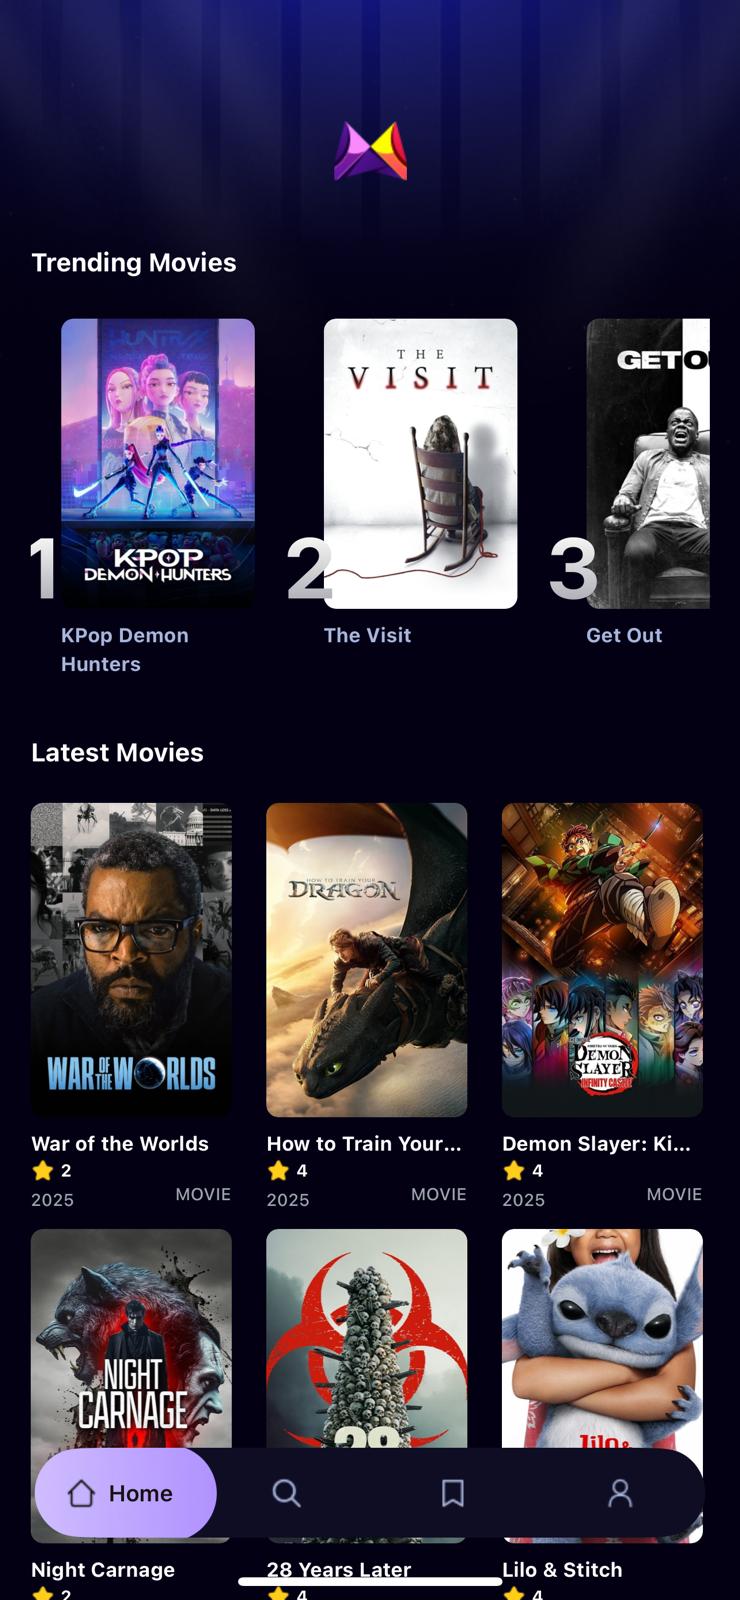 Trending Movies
HUNTR/X
THE
VISIT
GET OU
KPOP
DEMON HUNTERS
1
2
3
KPop Demon
Hunters
The Visit
Get Out
Latest Movies
HOW TO TRAIN YOUR
DRAGON
WAR OF THE WORLDS
DEMON
SLAYER
INFINITY CASTLE
War of the Worlds
How to Train Your...
Demon Slayer: Ki...
2
4
4
2025
MOVIE
2025
MOVIE
2025
MOVIE
NIGHT
CARNAGE
28
Lilo &
Home
Night Carnage
28 Years Later
Lilo & Stitch
2
4
4